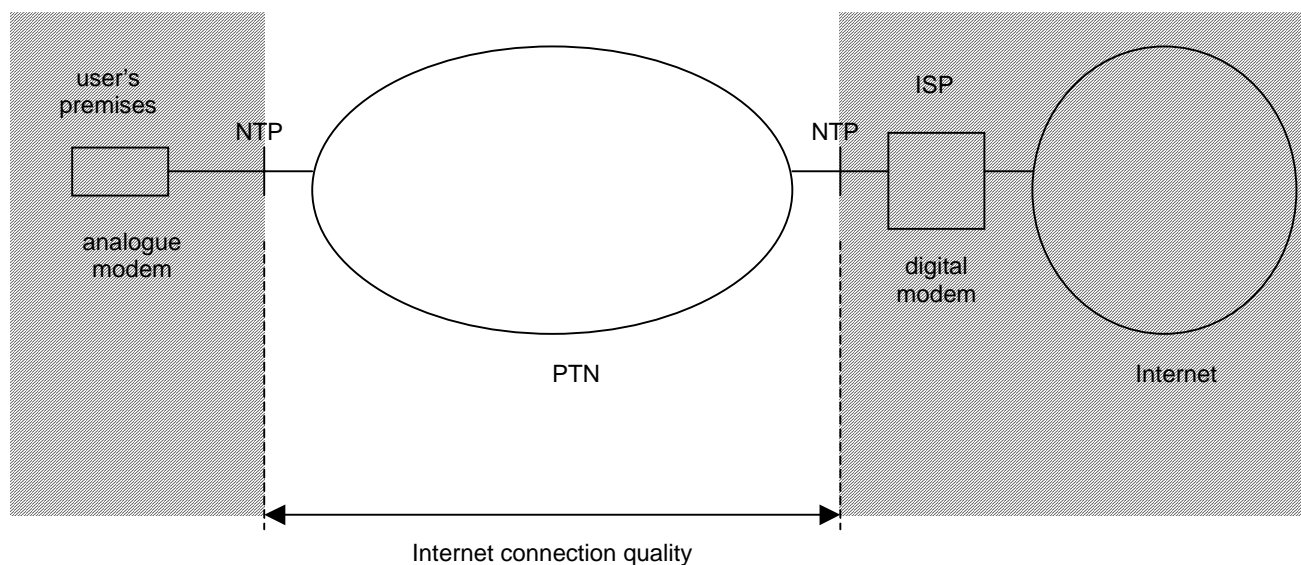 user's
premises
NTP
analogue
modem
PTN
NTP
ISP
digital
modem
Internet
Internet connection quality